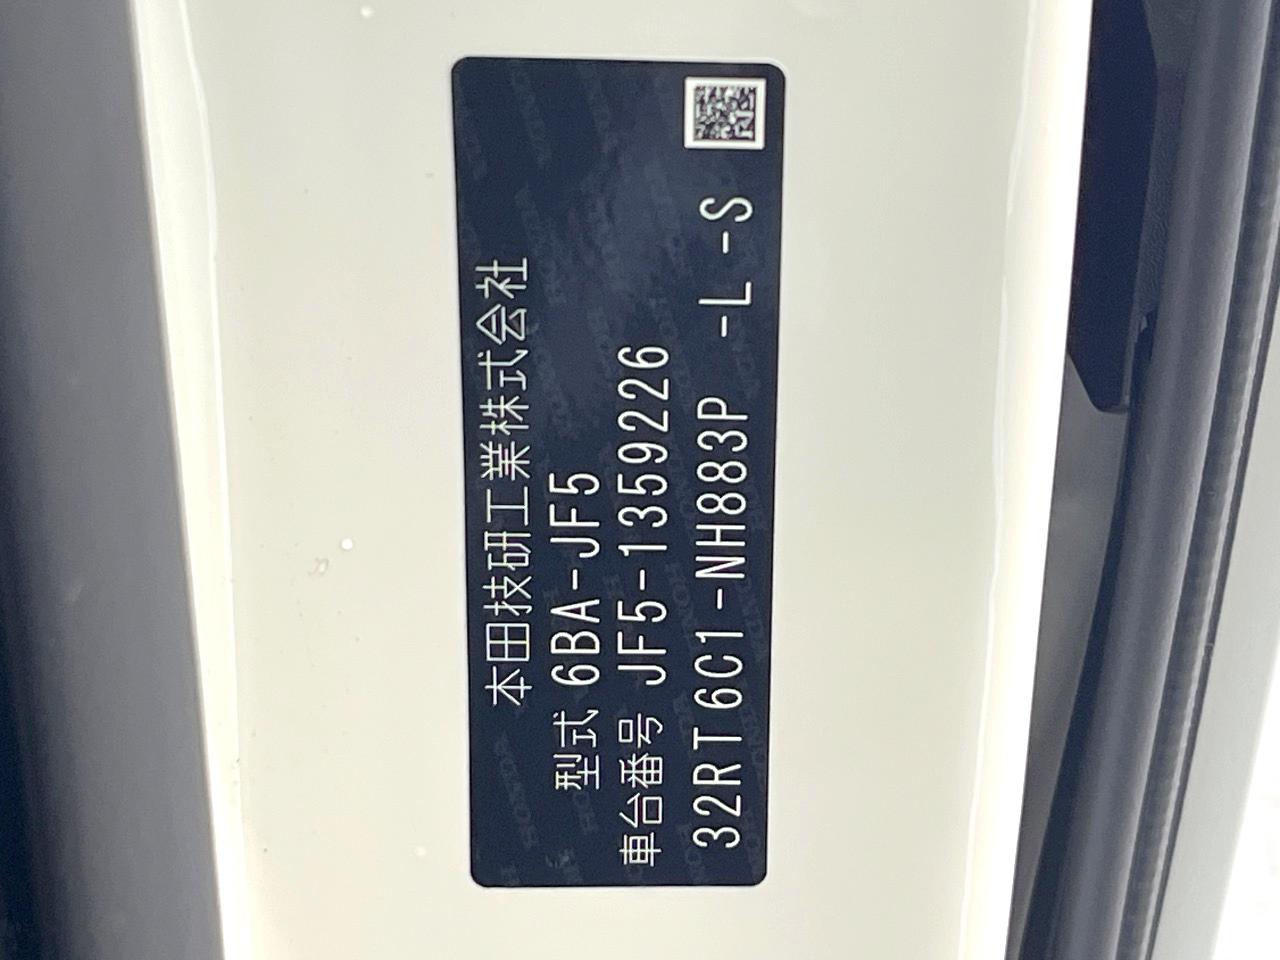 本田技研工業株式会社
型式 6BA-JF5
車台番号 JF5-1359226
32RT6C1-NH883P -L -S